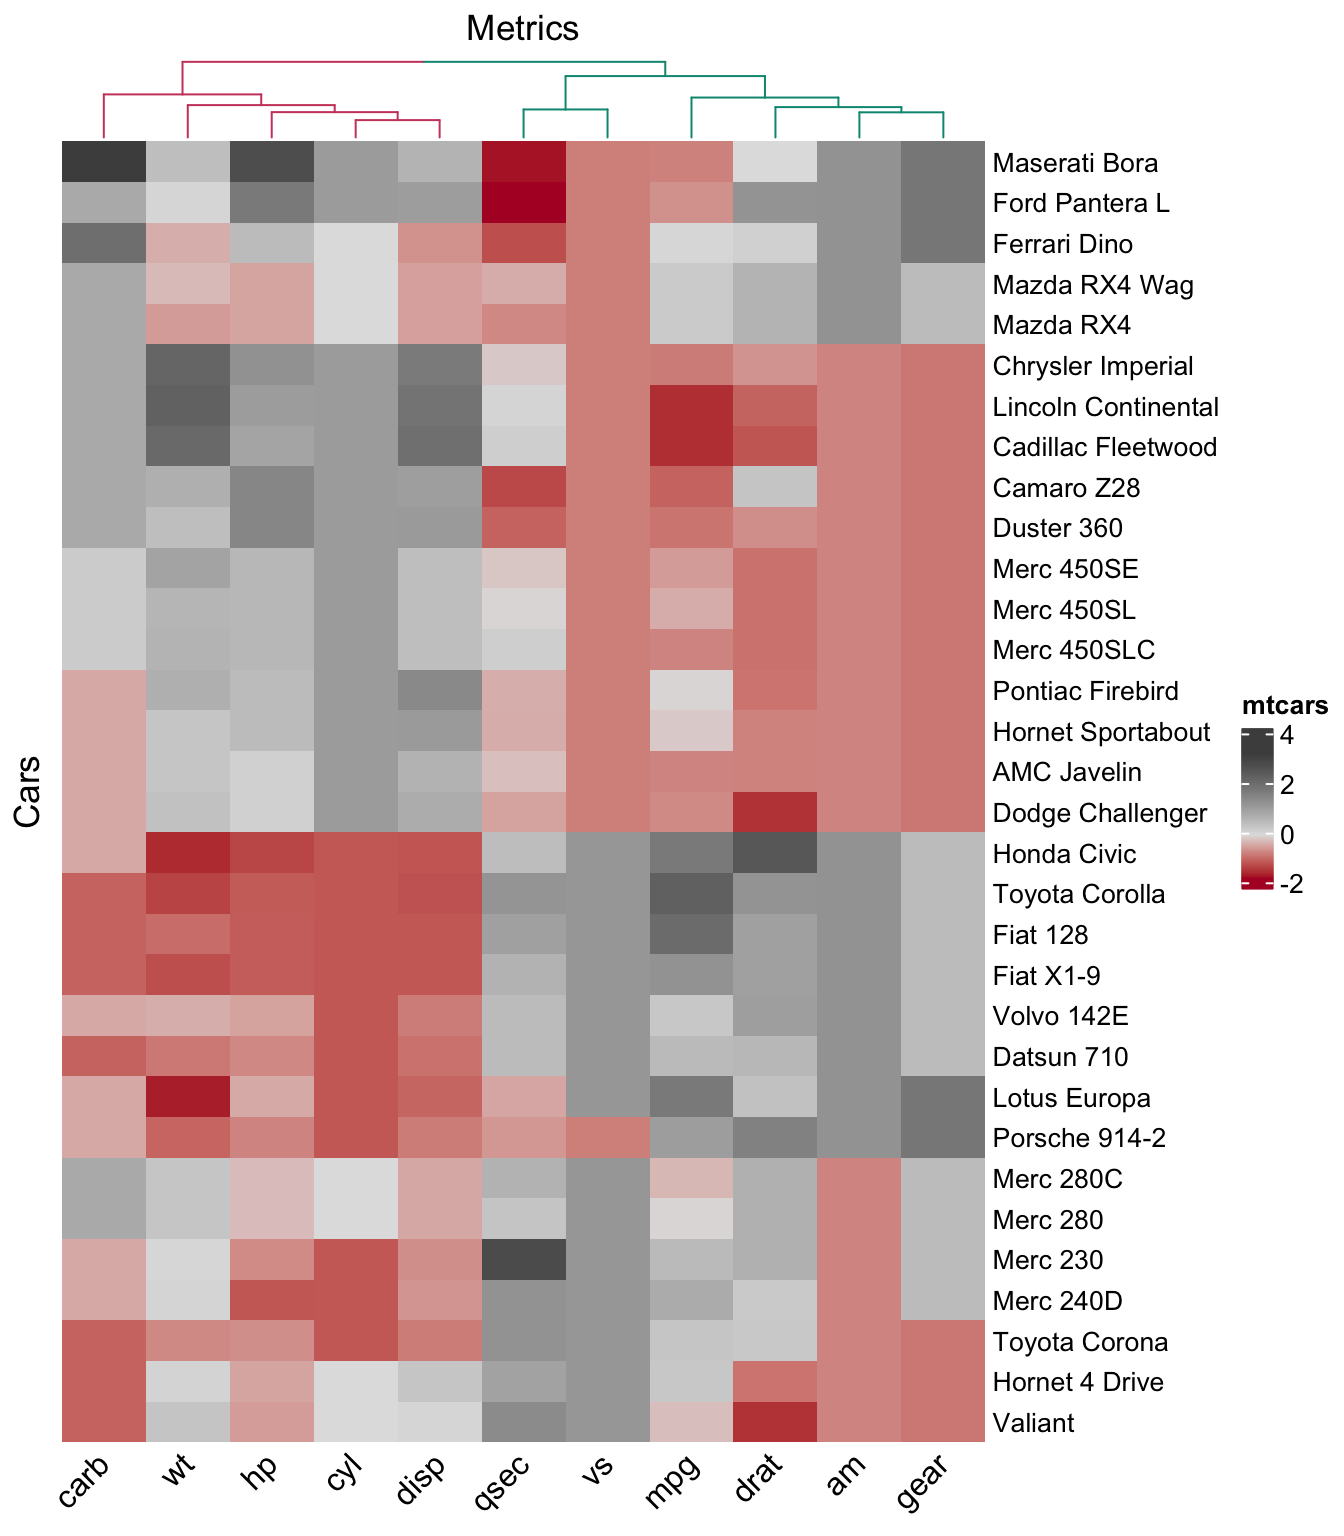 Metrics
Maserati Bora
Ford Pantera L
Ferrari Dino
Mazda RX4 Wag
Mazda RX4
Chrysler Imperial
Lincoln Continental
Cadillac Fleetwood
Camaro Z28
Duster 360
Merc 450SE
Merc 450SL
Merc 450SLC
Pontiac Firebird
Hornet Sportabout
AMC Javelin
Dodge Challenger
Honda Civic
Toyota Corolla
Fiat 128
Fiat X1-9
Volvo 142E
Datsun 710
Lotus Europa
Porsche 914-2
Merc 280C
Merc 280
Merc 230
Merc 240D
Toyota Corona
Hornet 4 Drive
Valiant
Cars
mtcars
4
2
0
-2
carb wt hp cyl disp qsec vs mpg drat am gear